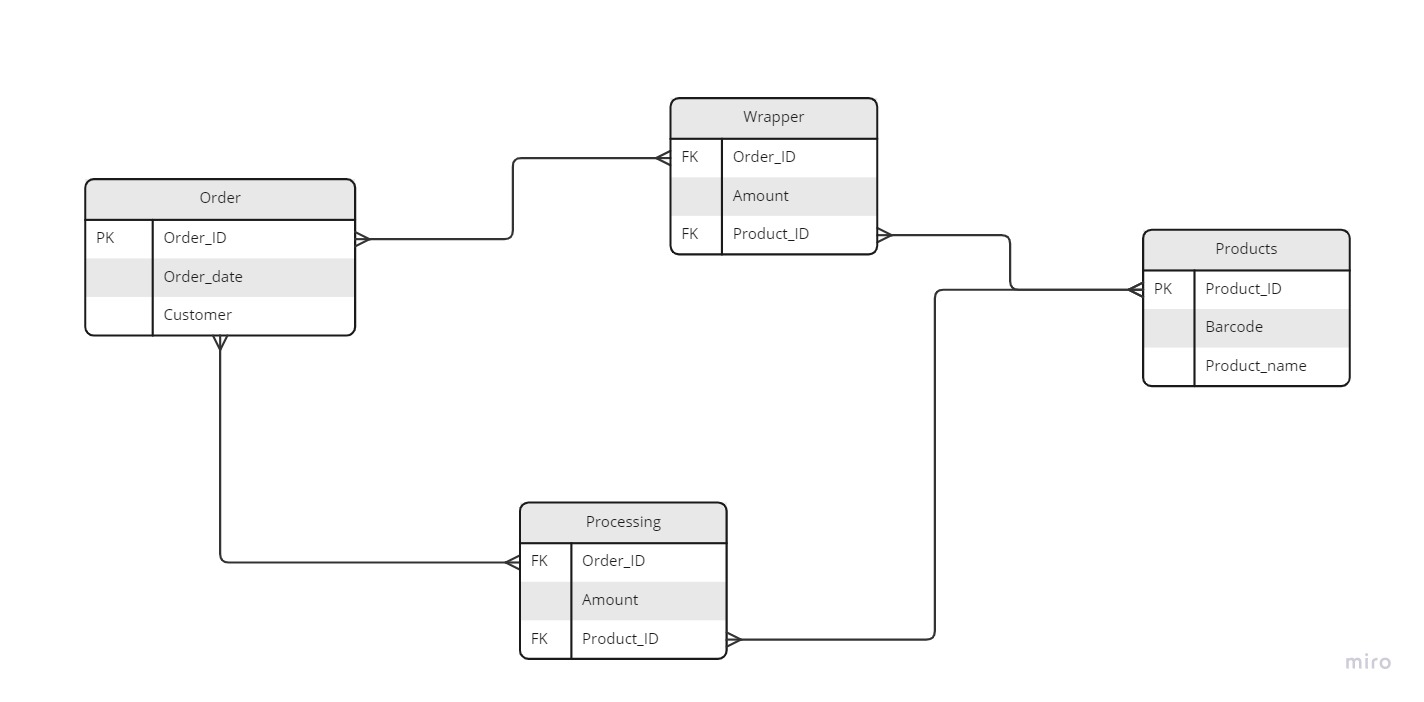 Order
PK Order_ID
Order_date
Customer
Wrapper
FK Order_ID
Amount
FK Product_ID
Products
PK Product_ID
Barcode
Product_name
Processing
FK Order_ID
Amount
FK Product_ID
miro